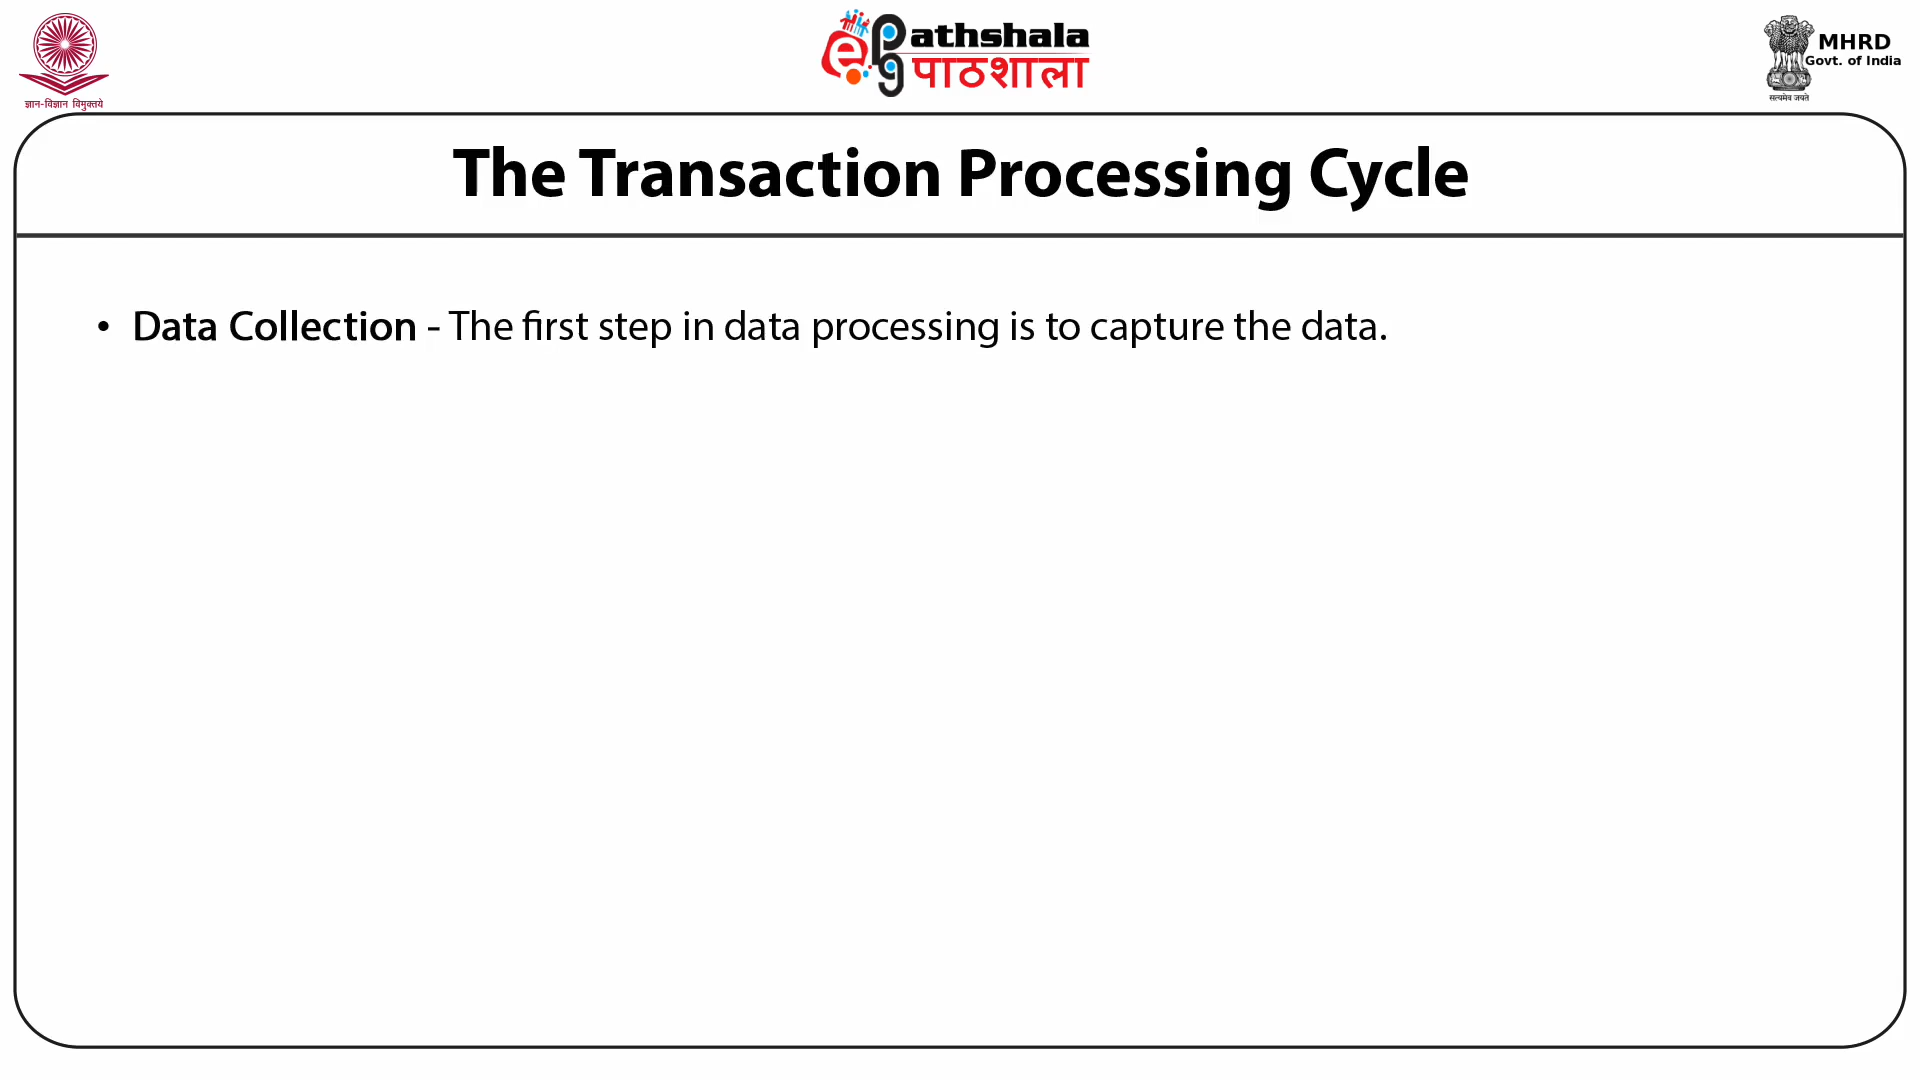 ज्ञान-विज्ञान विमुक्तये
ePathshala
पाठशाला
सत्यमेव जयते
MHRD
Govt. of India
The Transaction Processing Cycle
• Data Collection - The first step in data processing is to capture the data.